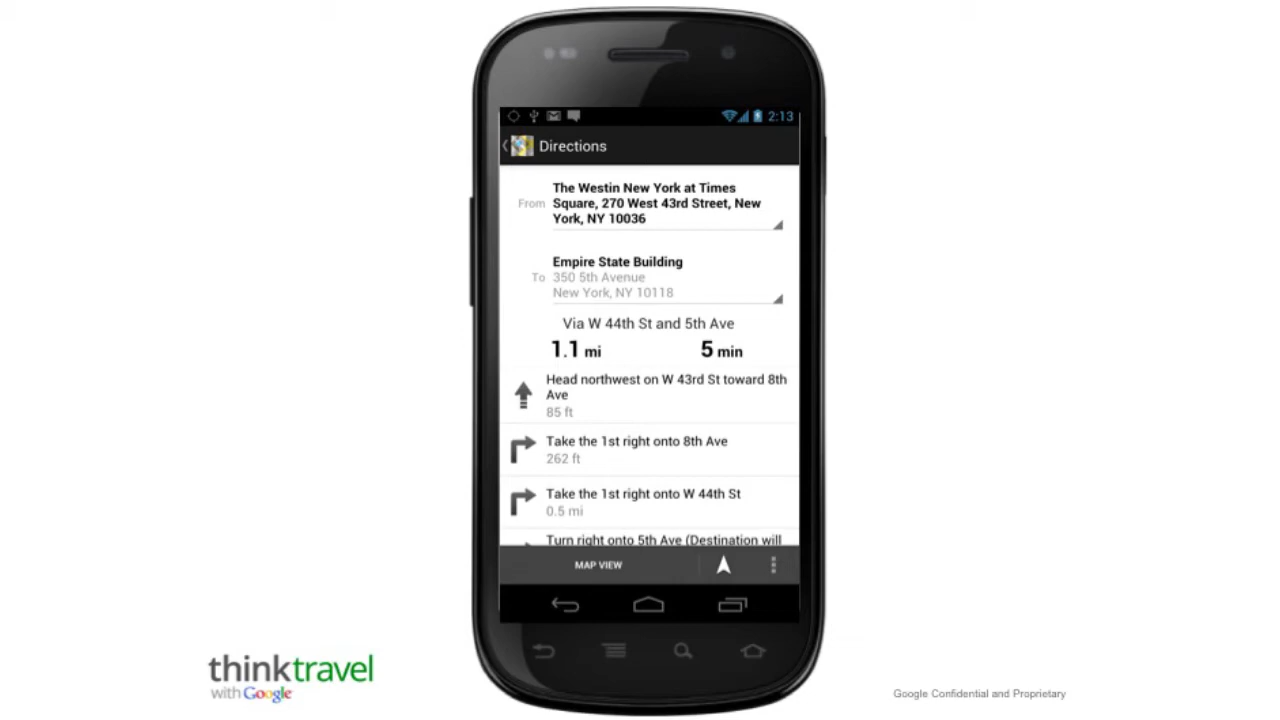 2:13
Directions
From
The Westin New York at Times
Square, 270 West 43rd Street, New
York, NY 10036
To
Empire State Building
350 5th Avenue
New York, NY 10118
Via W 44th St and 5th Ave
1.1 mi 5 min
Head northwest on W 43rd St toward 8th
Ave
85 ft
Take the 1st right onto 8th Ave
262 ft
Take the 1st right onto W 44th St
0.5 mi
Turn right onto 5th Ave (Destination will
MAP VIEW
thinktravel
with Google
Google Confidential and Proprietary